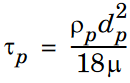 τ_p = ρ_p d_p^2 / 18μ